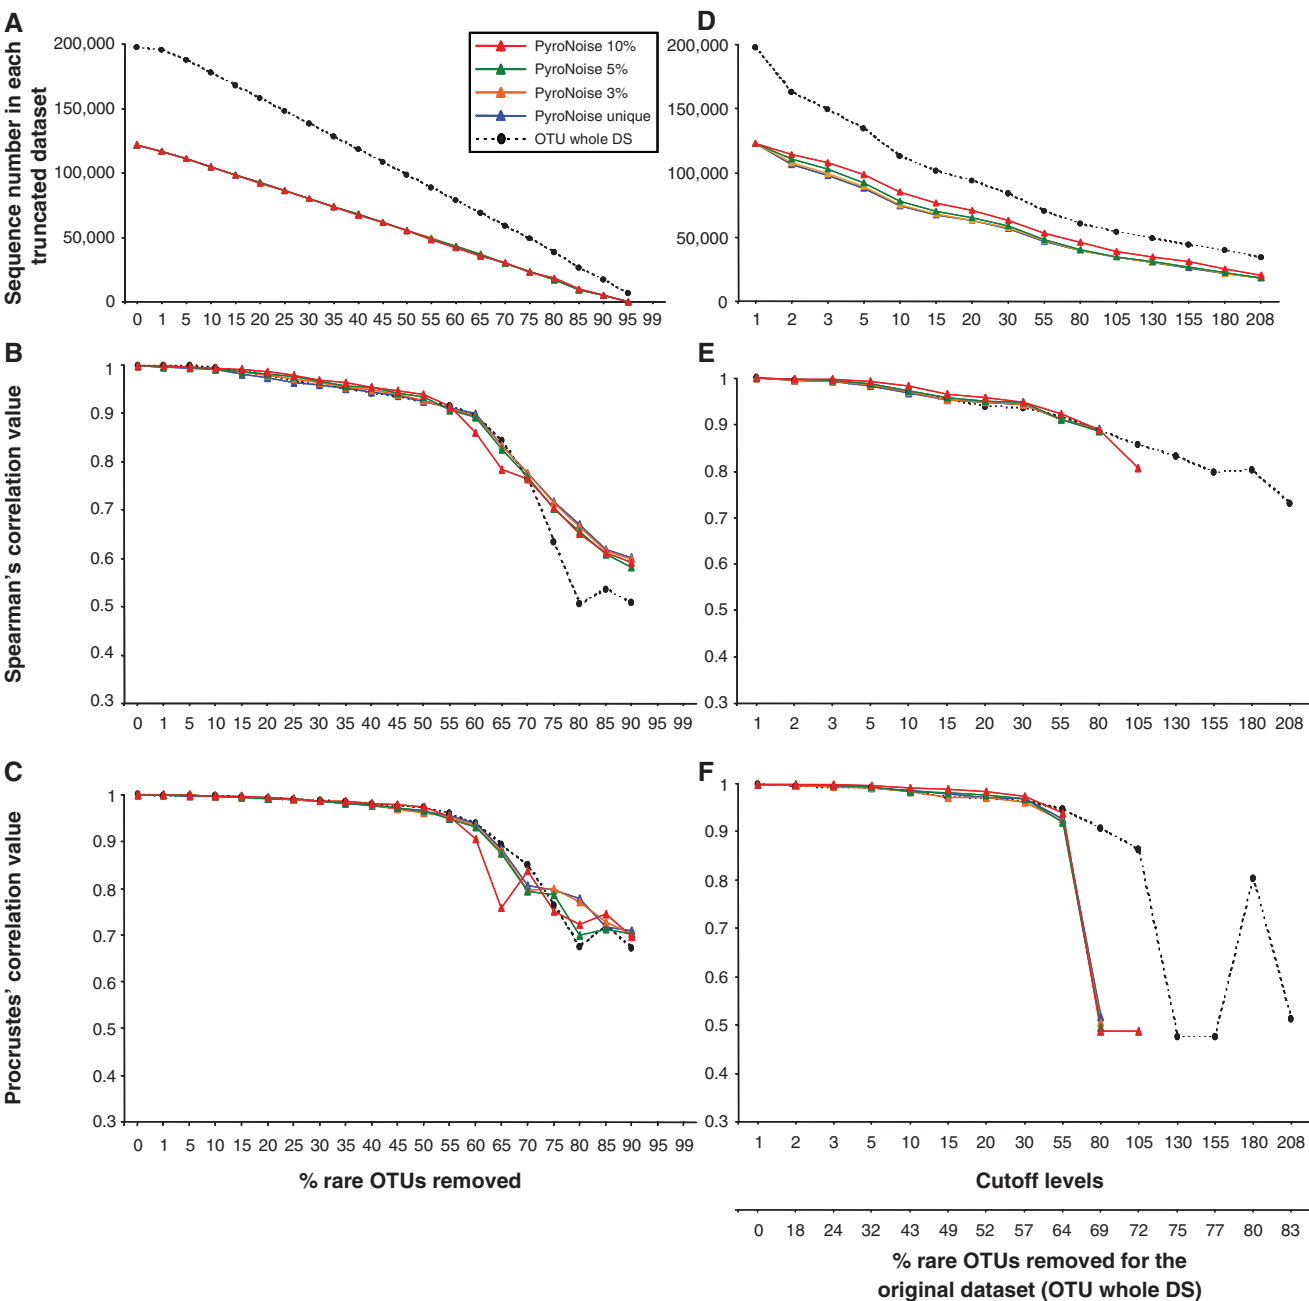 A
Sequence number in each
truncated dataset
200,000
150,000
100,000
50,000
0
0 1 5 10 15 20 25 30 35 40 45 50 55 60 65 70 75 80 85 90 95 99
PyroNoise 10%
PyroNoise 5%
PyroNoise 3%
PyroNoise unique
OTU whole DS
D
200,000
150,000
100,000
50,000
0
1 2 3 5 10 15 20 30 55 80 105 130 155 180 208
B
Spearman's correlation value
1
0.9
0.8
0.7
0.6
0.5
0.4
0.3
0 1 5 10 15 20 25 30 35 40 45 50 55 60 65 70 75 80 85 90 95 99
E
1
0.9
0.8
0.7
0.6
0.5
0.4
0.3
1 2 3 5 10 15 20 30 55 80 105 130 155 180 208
C
Procrustes' correlation value
1
0.9
0.8
0.7
0.6
0.5
0.4
0.3
0 1 5 10 15 20 25 30 35 40 45 50 55 60 65 70 75 80 85 90 95 99
% rare OTUs removed
F
1
0.9
0.8
0.7
0.6
0.5
0.4
0.3
1 2 3 5 10 15 20 30 55 80 105 130 155 180 208
Cutoff levels
0 18 24 32 43 49 52 57 64 69 72 75 77 80 83
% rare OTUs removed for the
original dataset (OTU whole DS)